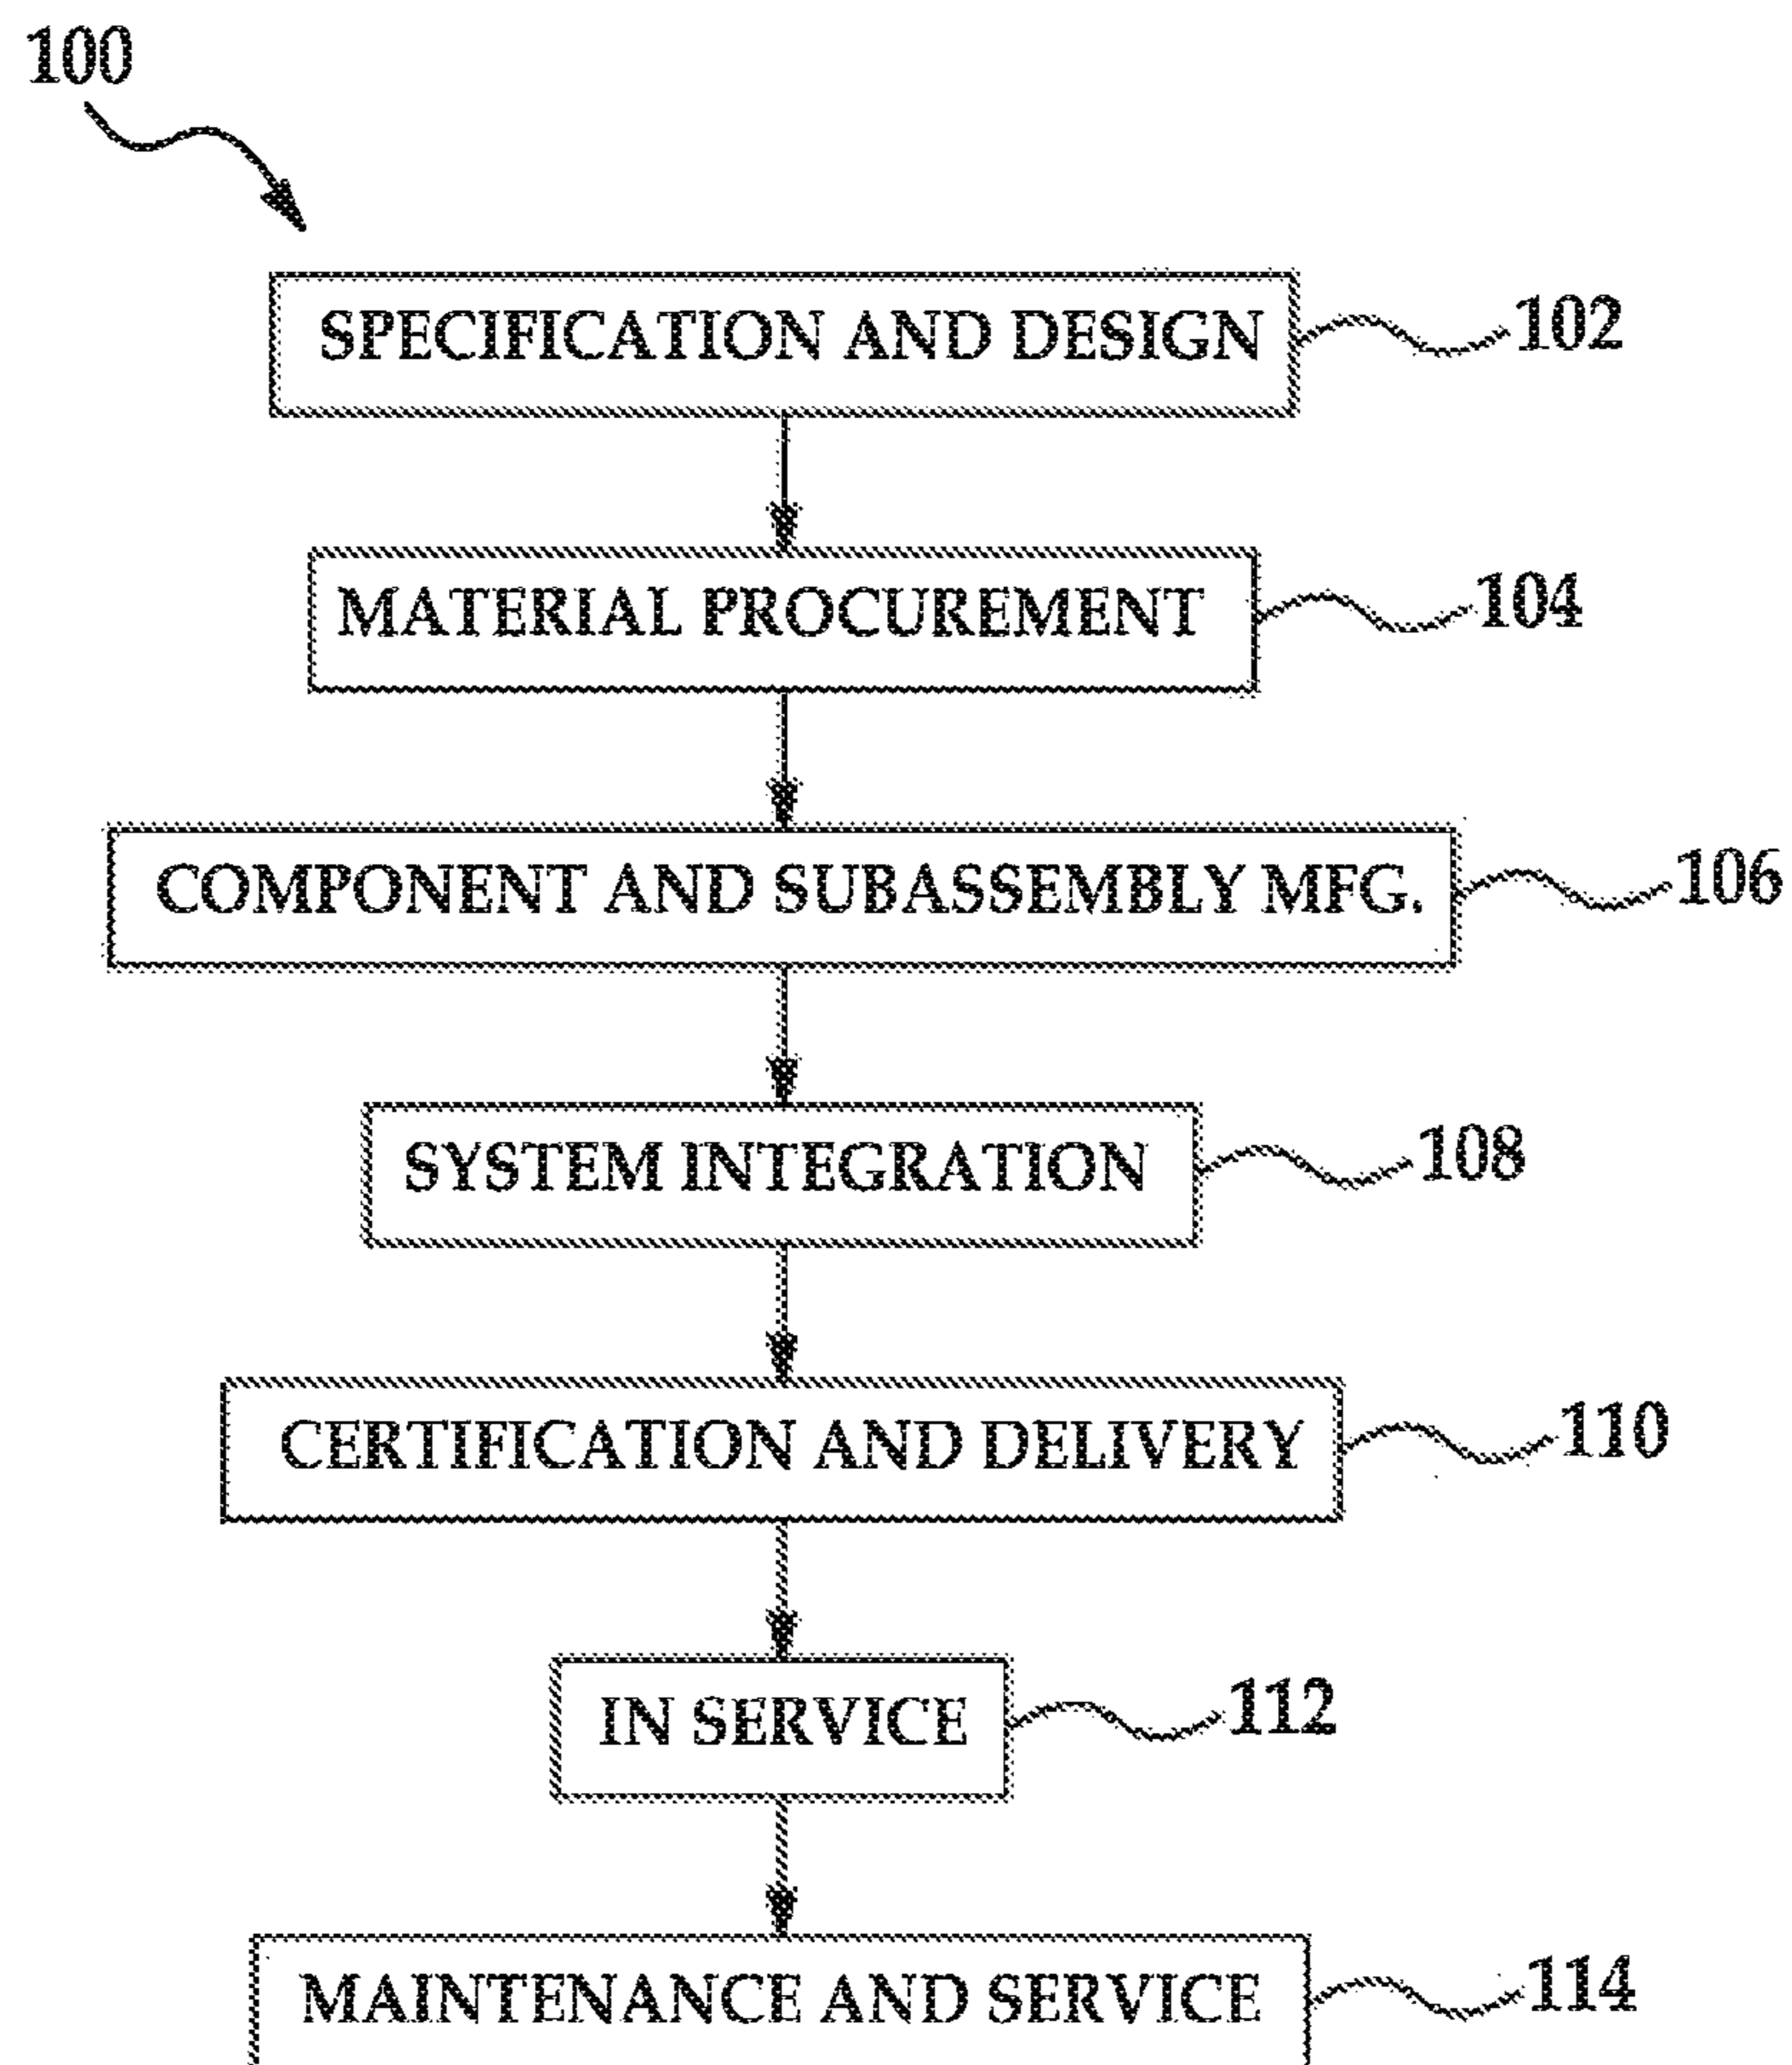 100
SPECIFICATION AND DESIGN 102
MATERIAL PROCUREMENT 104
COMPONENT AND SUBASSEMBLY MFG. 106
SYSTEM INTEGRATION 108
CERTIFICATION AND DELIVERY 110
IN SERVICE 112
MAINTENANCE AND SERVICE 114